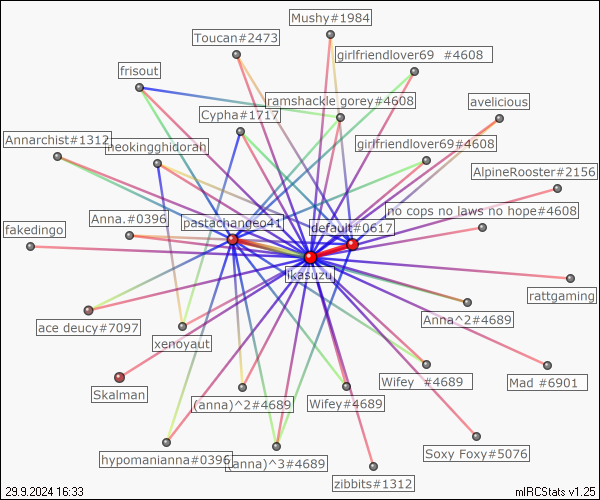 Mushy#1984
Toucan#2473
girlfriendlover69 #4608
frisout
ramshackle gorey#4608
avelicious
Cypha#1717
Annarchist#1312
neokingghidorah
girlfriendlover69#4608
AlpineRooster#2156
no cops no laws no hope#4608
Anna.#0396
pastachangeo41
default#0617
fakedingo
ikasuzu
rattgaming
Anna^2#4689
ace deucy#7097
xenoyaut
Wifey #4689
Mad #6901
Skalman
(anna)^2#4689
Wifey#4689
Soxy Foxy#5076
hypomanianna#0396
(anna)^3#4689
zibbits#1312
29.9.2024 16:33
mIRCStats v1.25